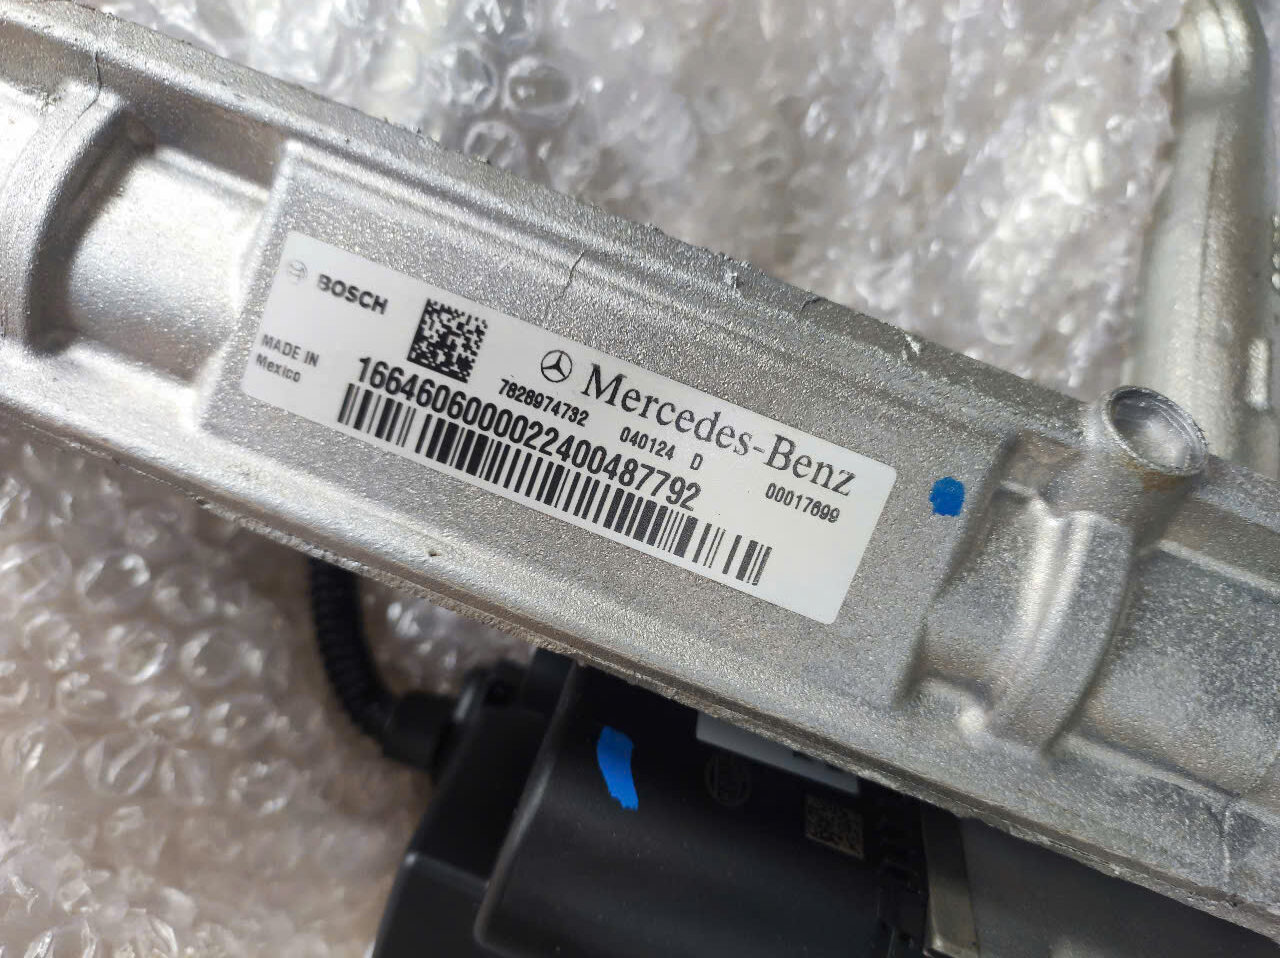 BOSCH
MADE IN
Mexico
Mercedes-Benz
7828974732 040124 D 00017699
1664606000022400487792